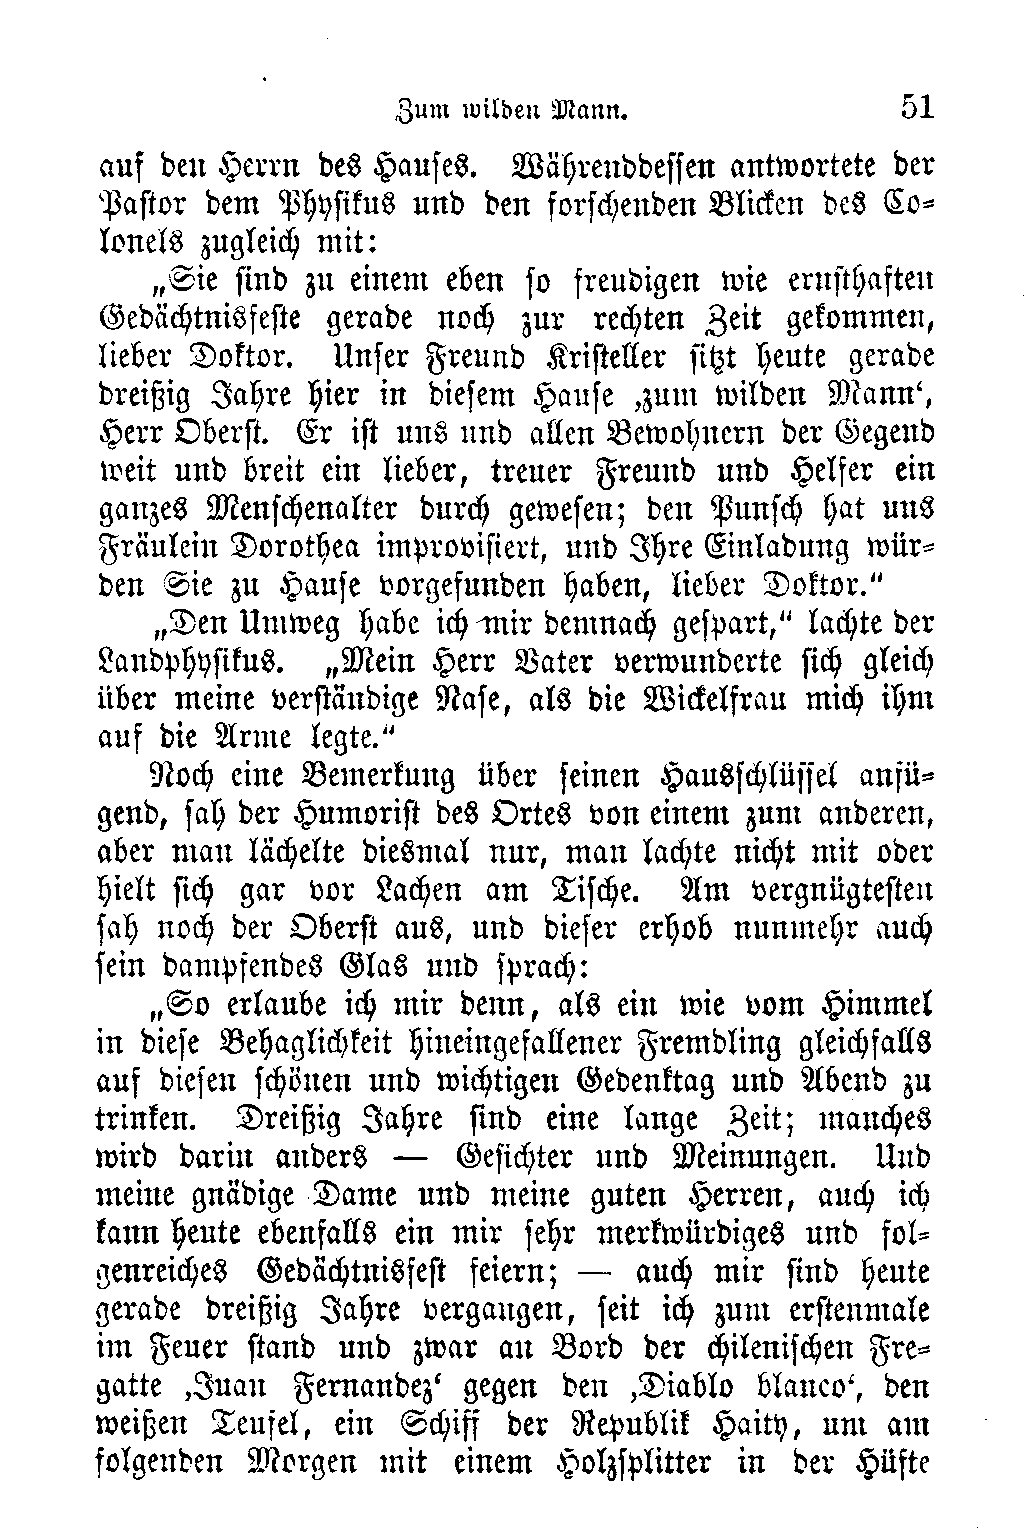 Zum wilden Mann. 51
auf den Herrn des Hauses. Währenddessen antwortete der
Pastor dem Physikus und den forschenden Blicken des Co-
lonels zugleich mit:
„Sie sind zu einem eben so freudigen wie ernsthaften
Gedächtnisfeste gerade noch zur rechten Zeit gekommen,
lieber Doktor. Unser Freund Kristeller sitzt heute gerade
dreißig Jahre hier in diesem Hause ‚zum wilden Mann‘,
Herr Oberst. Er ist uns und allen Bewohnern der Gegend
weit und breit ein lieber, treuer Freund und Helfer ein
ganzes Menschenalter durch gewesen; den Punsch hat uns
Fräulein Dorothea improvisiert, und Ihre Einladung wür-
den Sie zu Hause vorgefunden haben, lieber Doktor.“
„Den Umweg habe ich mir demnach gespart,“ lachte der
Landphysikus. „Mein Herr Vater verwunderte sich gleich
über meine verständige Nase, als die Wickelfrau mich ihm
auf die Arme legte.“
Noch eine Bemerkung über seinen Hausschlüssel anfü-
gend, sah der Humorist des Ortes von einem zum anderen,
aber man lächelte diesmal nur, man lachte nicht mit oder
hielt sich gar vor Lachen am Tische. Am vergnügtesten
sah noch der Oberst aus, und dieser erhob nunmehr auch
sein dampfendes Glas und sprach:
„So erlaube ich mir denn, als ein wie vom Himmel
in diese Behaglichkeit hineingefallener Fremdling gleichfalls
auf diesen schönen und wichtigen Gedenktag und Abend zu
trinken. Dreißig Jahre sind eine lange Zeit; manches
wird darin anders — Gesichter und Meinungen. Und
meine gnädige Dame und meine guten Herren, auch ich
kann heute ebenfalls ein mir sehr merkwürdiges und fol-
genreiches Gedächtnisfest feiern; — auch mir sind heute
gerade dreißig Jahre vergangen, seit ich zum erstenmale
im Feuer stand und zwar an Bord der chilenischen Fre-
gatte ‚Juan Fernandez‘ gegen den ‚Diablo blanco‘, den
weißen Teufel, ein Schiff der Republik Haity, um am
folgenden Morgen mit einem Holzsplitter in der Hüfte